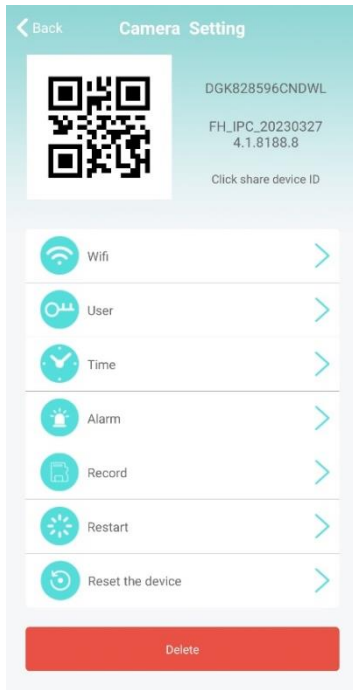 Back
Camera Setting
DGK828596CNDWL
FH_IPC_20230327
4.1.8188.8
Click share device ID
Wifi
User
Time
Alarm
Record
Restart
Reset the device
Delete